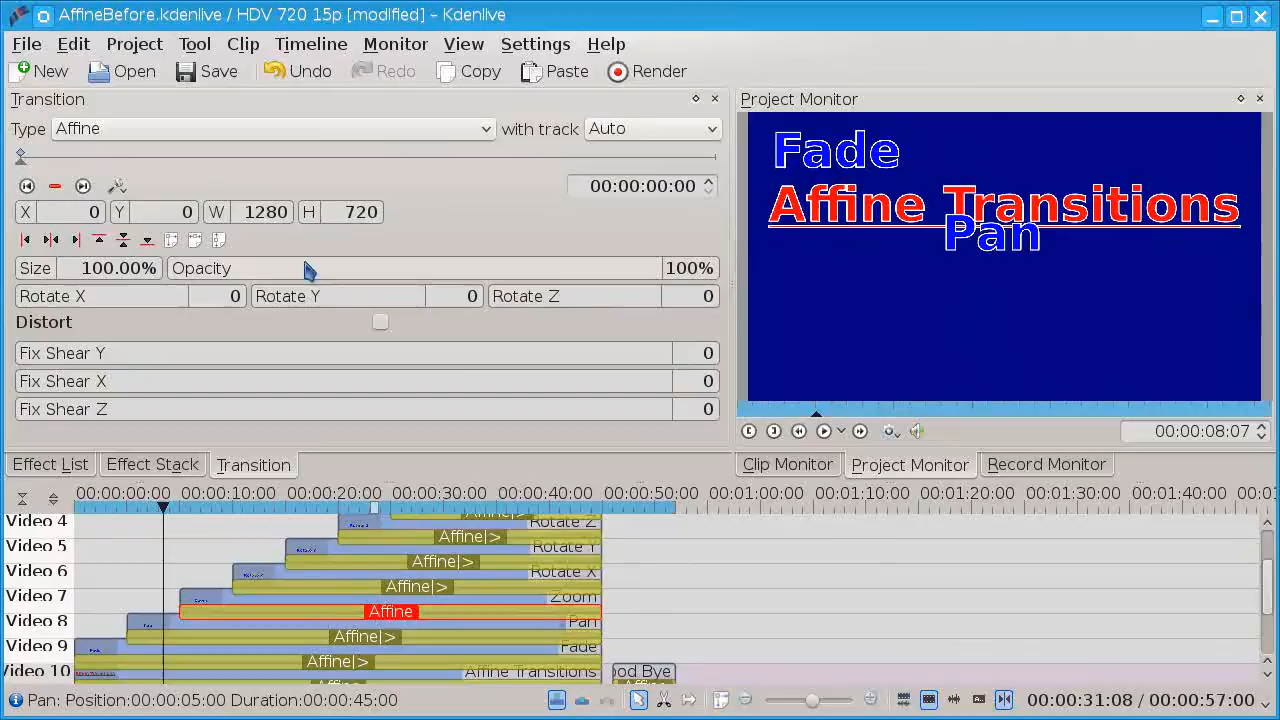 AffineBefore.kdenlive / HDV 720 15p [modified] – Kdenlive
File Edit Project Tool Clip Timeline Monitor View Settings Help
New Open Save Undo Redo Copy Paste Render
Transition
Project Monitor
Type Affine with track Auto
Fade
Affine Transitions
Pan
00:00:00:00
X 0 Y 0 W 1280 H 720
Size 100.00% Opacity 100%
Rotate X 0 Rotate Y 0 Rotate Z 0
Distort
Fix Shear Y 0
Fix Shear X 0
Fix Shear Z 0
00:00:08:07
Effect List Effect Stack Transition Clip Monitor Project Monitor Record Monitor
00:00:00:00 00:00:10:00 00:00:20:00 00:00:30:00 00:00:40:00 00:00:50:00 00:01:00:00 00:01:10:00 00:01:20:00 00:01:30:00 00:01:40:00
Affine|>
Video 4 Rotate Z
Affine|>
Video 5 Rotate Y
Affine|>
Video 6 Rotate X
Affine|>
Video 7 Zoom
Affine
Video 8 Pan
Affine|>
Video 9 Fade
Affine|>
Video 10 Affine Transitions ood Bye
Pan: Position:00:00:05:00 Duration:00:00:45:00 00:00:31:08 / 00:00:57:00